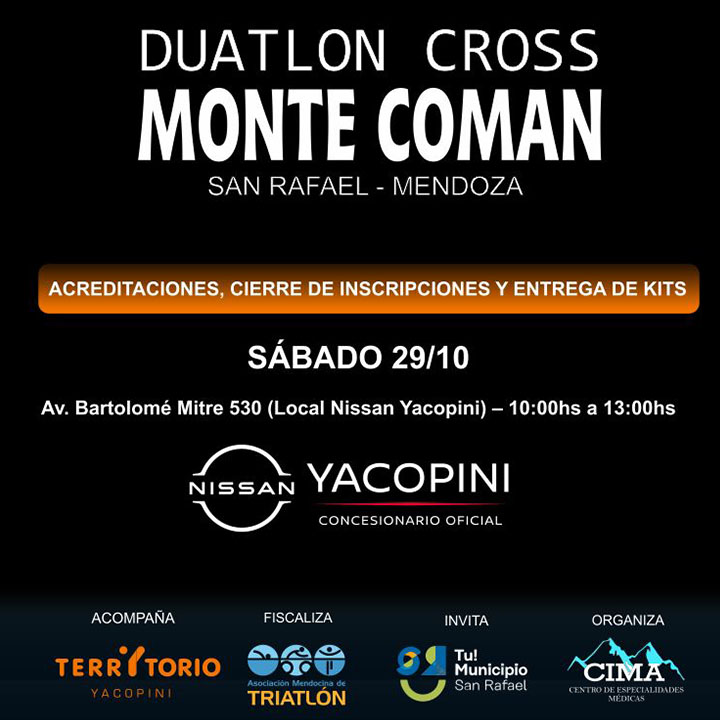 DUATLON CROSS
MONTE COMAN
SAN RAFAEL - MENDOZA
ACREDITACIONES, CIERRE DE INSCRIPCIONES Y ENTREGA DE KITS
SÁBADO 29/10
Av. Bartolomé Mitre 530 (Local Nissan Yacopini) – 10:00hs a 13:00hs
NISSAN
YACOPINI
CONCESIONARIO OFICIAL
ACOMPAÑA
TERRITORIO
YACOPINI
FISCALIZA
Asociación Mendocina de
TRIATLÓN
INVITA
Tu!
Municipio
San Rafael
ORGANIZA
CIMA
CENTRO DE ESPECIALIDADES
MÉDICAS